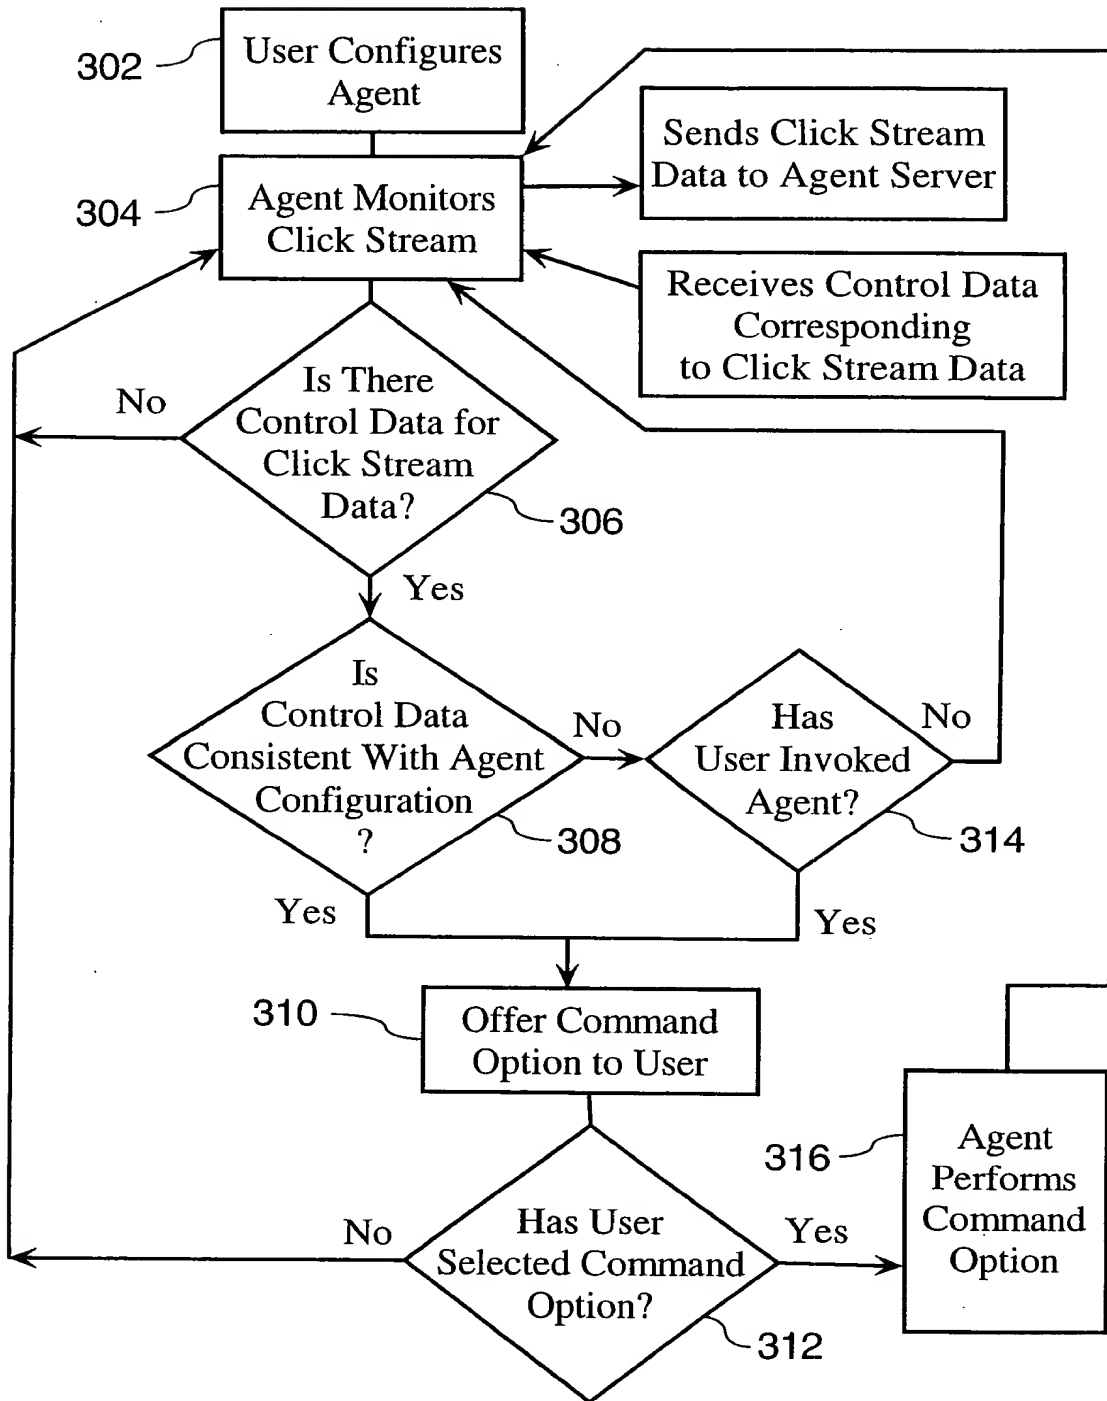 302
User Configures
Agent
304
Agent Monitors
Click Stream
Sends Click Stream
Data to Agent Server
Receives Control Data
Corresponding
to Click Stream Data
No
Is There
Control Data for
Click Stream
Data?
306
Yes
Is
Control Data
Consistent With Agent
Configuration
?
308
No
Has
User Invoked
Agent?
314
No
Yes
Yes
310
Offer Command
Option to User
316
Agent
Performs
Command
Option
No
Has User
Selected Command
Option?
312
Yes